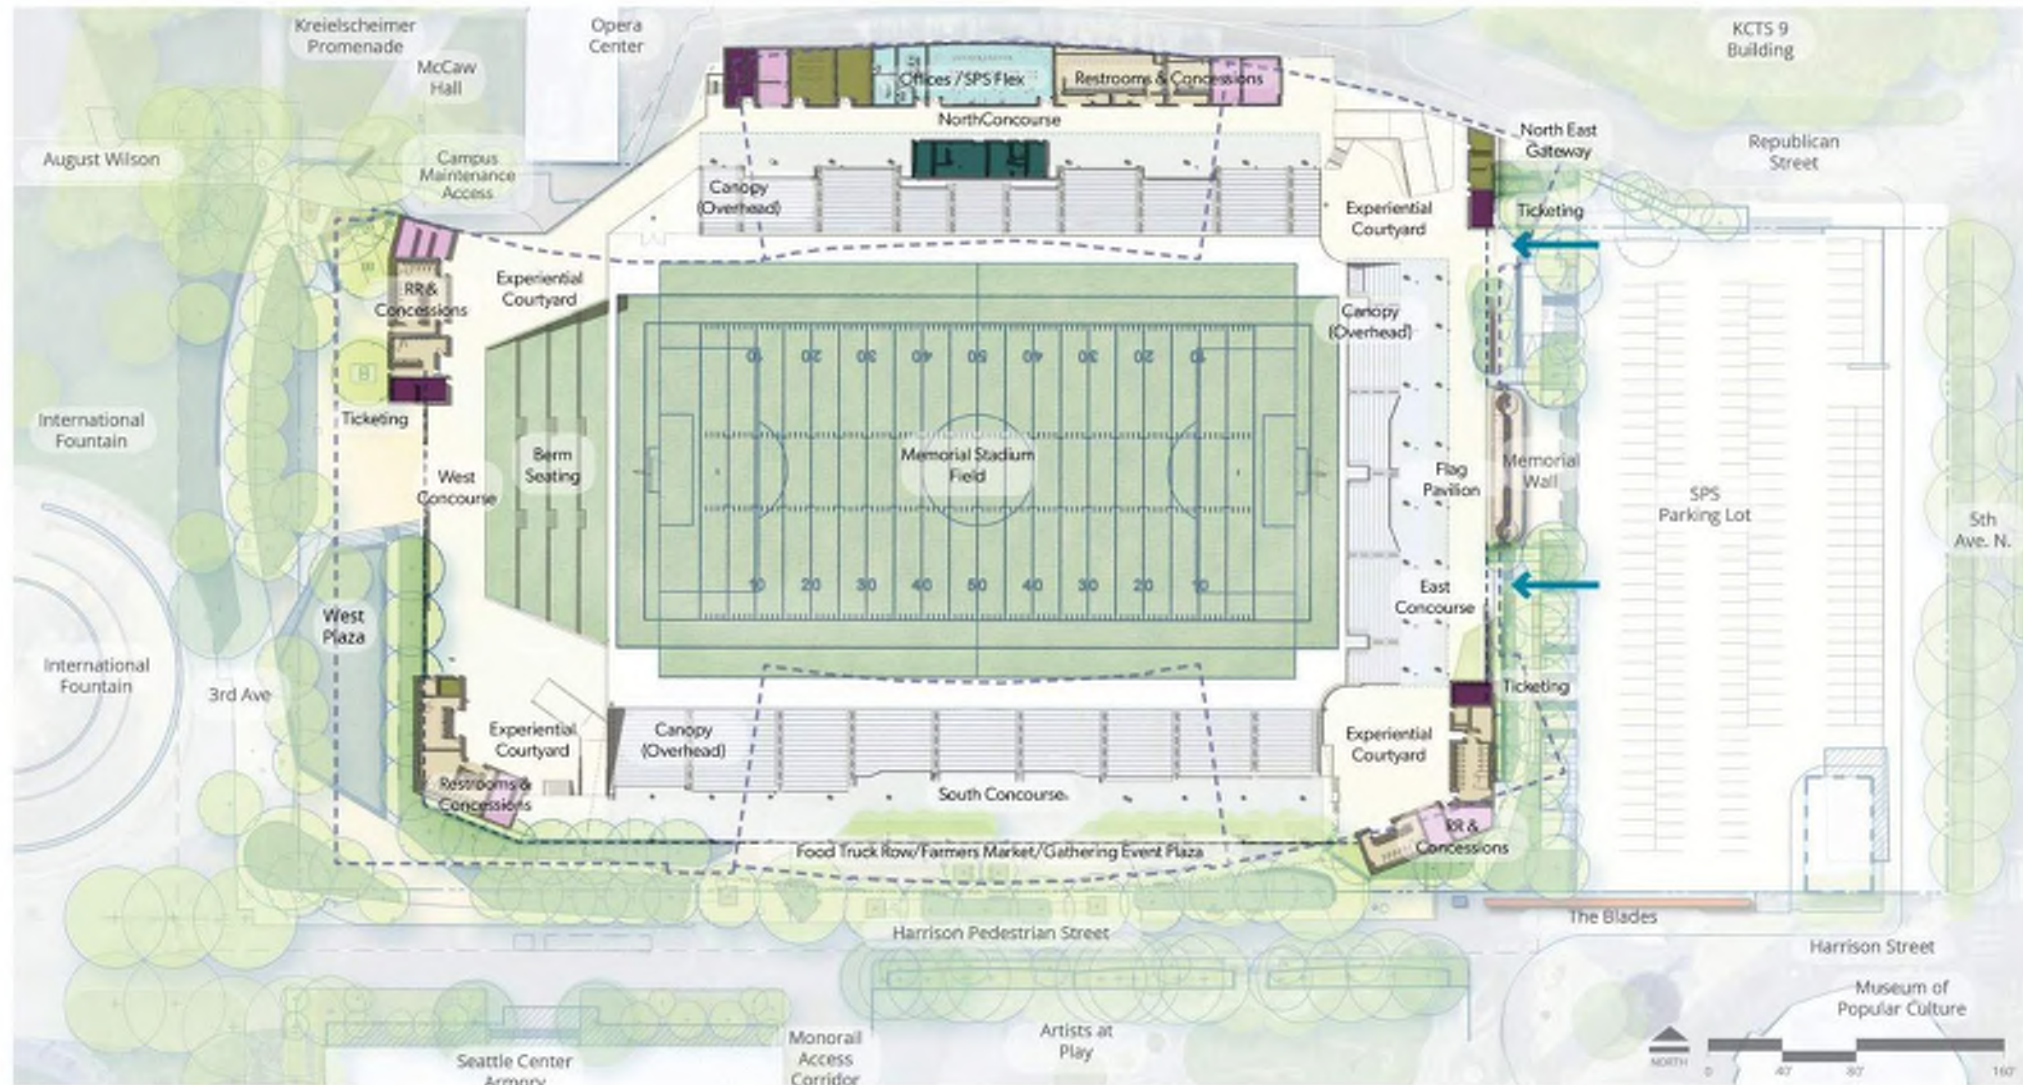 Kreielscheimer
Promenade
Opera
Center
KCTS 9
Building
McCaw
Hall
Offices / SPS Flex
Restrooms & Concessions
NorthConcourse
North East
Gateway
Republican
Street
August Wilson
Campus
Maintenance
Access
Canopy
(Overhead)
Experiential
Courtyard
Ticketing
RR &
Concessions
Experiential
Courtyard
Canopy
(Overhead)
10 20 30 40 50 40 30 20 10
Ticketing
International
Fountain
West
Concourse
Berm
Seating
Memorial Stadium
Field
Flag
Pavilion
Memorial
Wall
SPS
Parking Lot
5th
Ave. N.
10 20 30 40 50 40 30 20 10
East
Concourse
West
Plaza
International
Fountain
3rd Ave
Ticketing
Experiential
Courtyard
Canopy
(Overhead)
Experiential
Courtyard
Restrooms &
Concessions
South Concourse
RR &
Concessions
Food Truck Row/Farmers Market/Gathering Event Plaza
The Blades
Harrison Pedestrian Street
Harrison Street
Museum of
Popular Culture
Seattle Center
Armory
Monorail
Access
Corridor
Artists at
Play
NORTH
0 40' 80' 160'